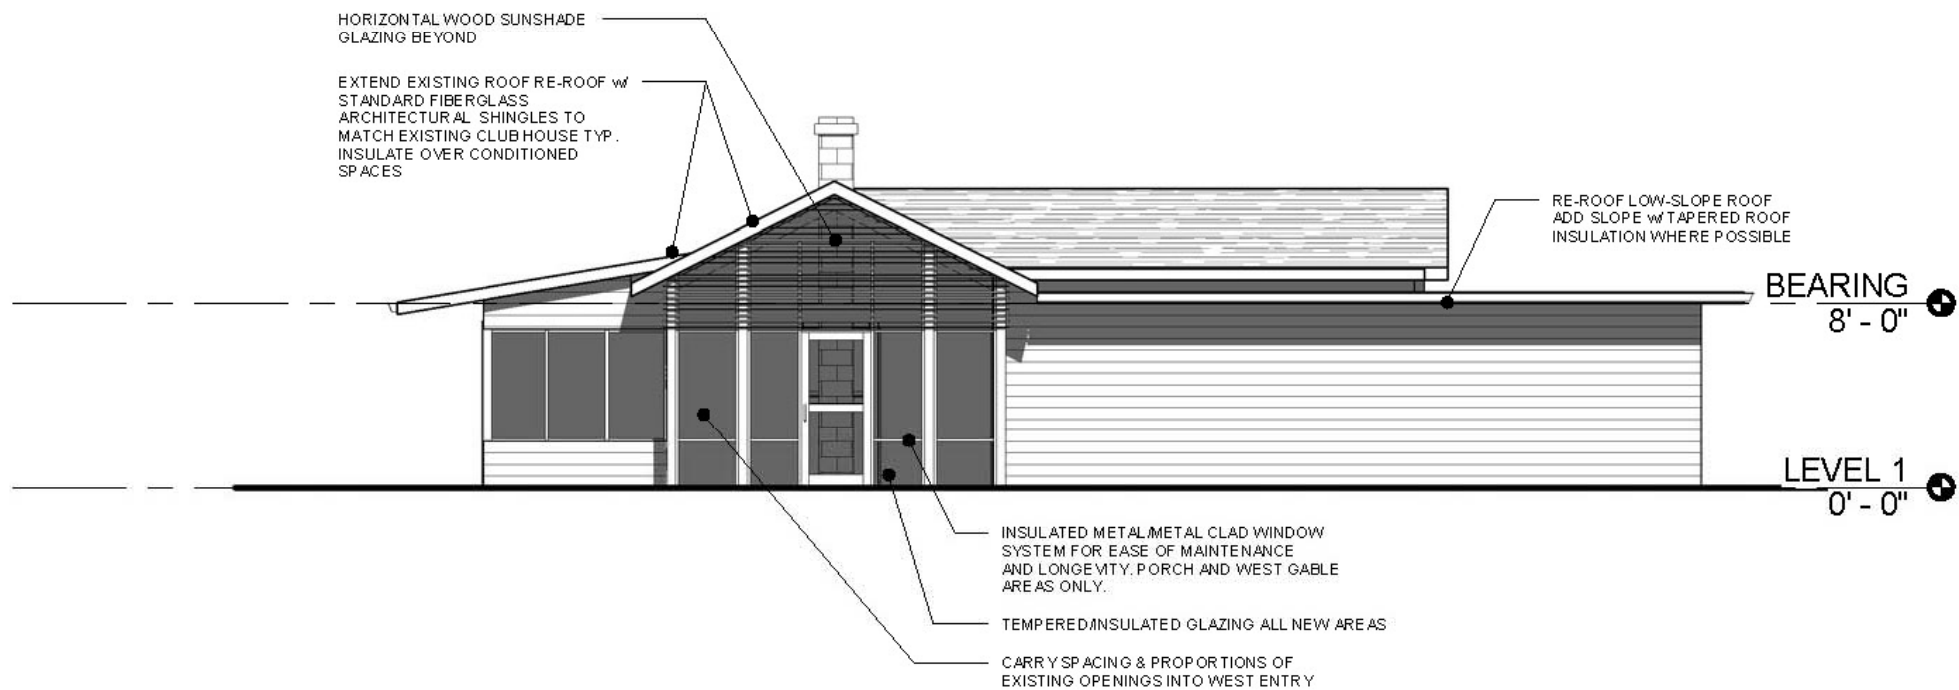 HORIZONTAL WOOD SUNSHADE
GLAZING BEYOND
EXTEND EXISTING ROOF RE-ROOF w/
STANDARD FIBERGLASS
ARCHITECTURAL SHINGLES TO
MATCH EXISTING CLUBHOUSE TYP.
INSULATE OVER CONDITIONED
SPACES
RE-ROOF LOW-SLOPE ROOF
ADD SLOPE w/ TAPERED ROOF
INSULATION WHERE POSSIBLE
BEARING
8' - 0"
LEVEL 1
0' - 0"
INSULATED METAL/METAL CLAD WINDOW
SYSTEM FOR EASE OF MAINTENANCE
AND LONGEVITY. PORCH AND WEST GABLE
AREAS ONLY.
TEMPERED/INSULATED GLAZING ALL NEW AREAS
CARRY SPACING & PROPORTIONS OF
EXISTING OPENINGS INTO WEST ENTRY